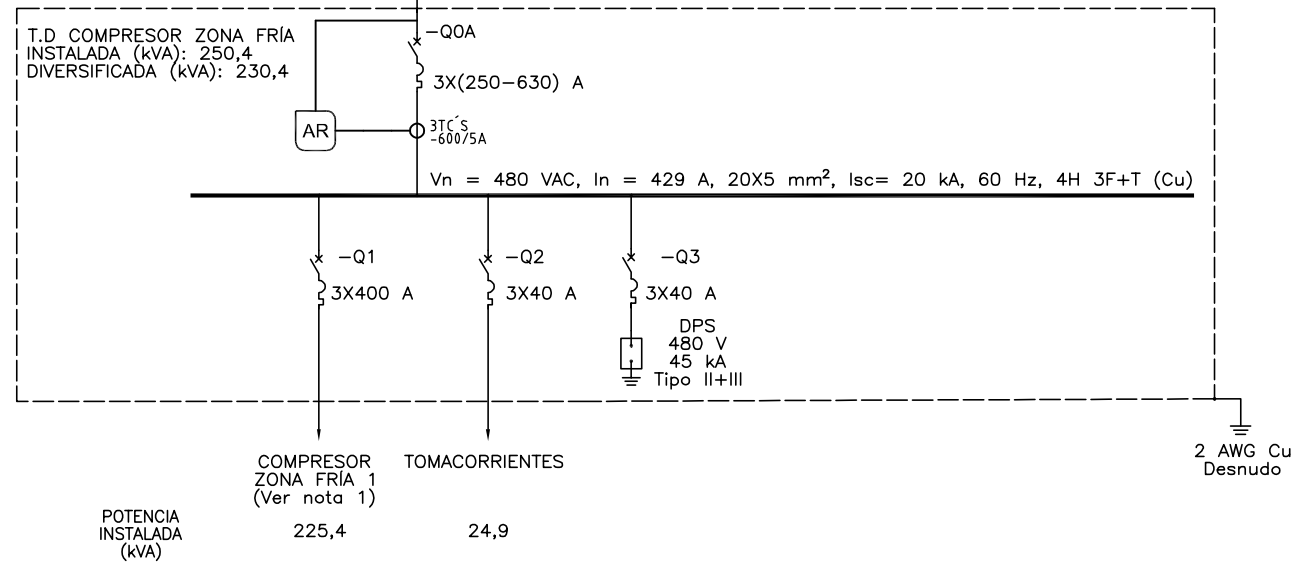 T.D COMPRESOR ZONA FRÍA
INSTALADA (kVA): 250,4
DIVERSIFICADA (kVA): 230,4
-Q0A
3X(250-630) A
AR
3TC´S
-600/5A
Vn = 480 VAC, In = 429 A, 20X5 mm², Isc= 20 kA, 60 Hz, 4H 3F+T (Cu)
-Q1
3X400 A
-Q2
3X40 A
-Q3
3X40 A
DPS
480 V
45 kA
Tipo II+III
COMPRESOR
ZONA FRÍA 1
(Ver nota 1)
TOMACORRIENTES
2 AWG Cu
Desnudo
POTENCIA
INSTALADA
(kVA)
225,4
24,9